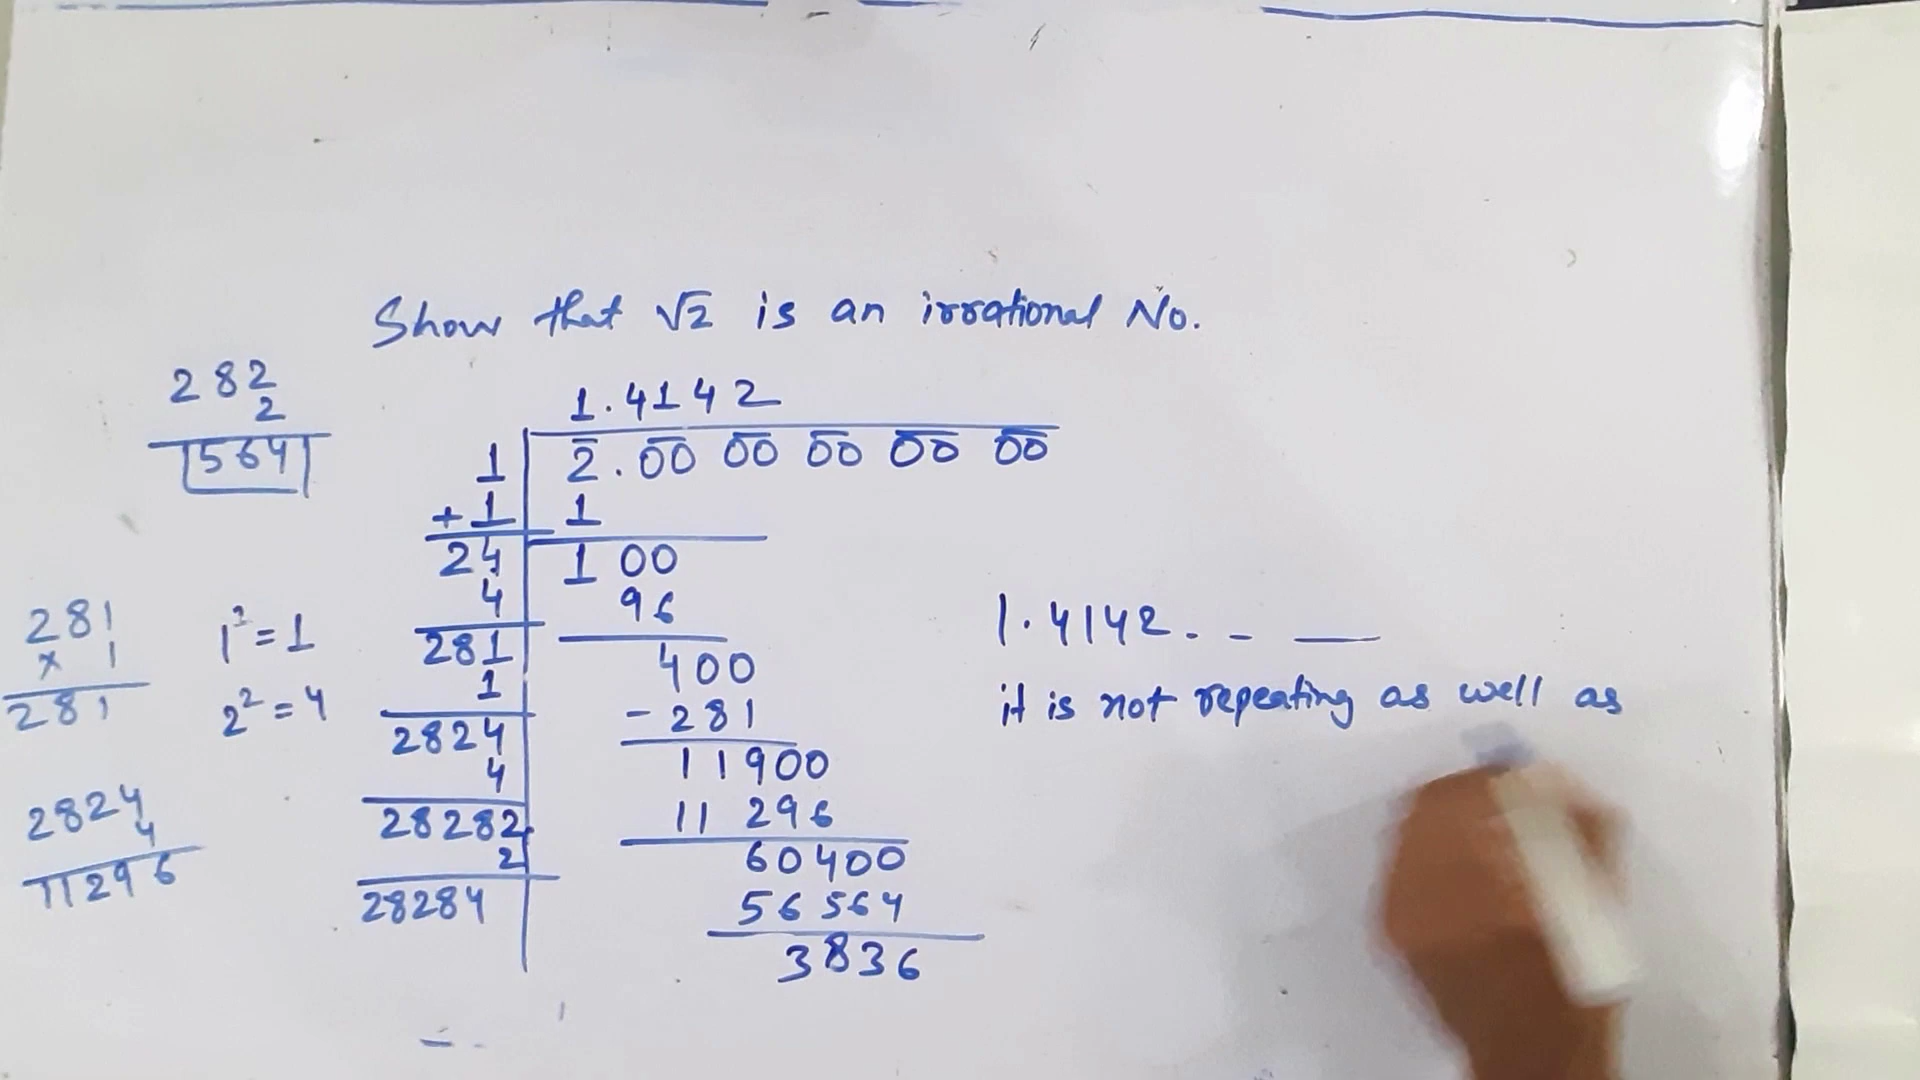 Show that √2 is an irrational No.
282
2
564
1.4142
1 2.00 00 00 00 00
+1 1
24 100
4 96
281 400
1 -281
2824 11900
4 11296
28282 60400
2 56564
28284 3836
281
x 1
281
1² = 1
2² = 4
2824
4
11296
1.4142. - —
it is not repeating as well as